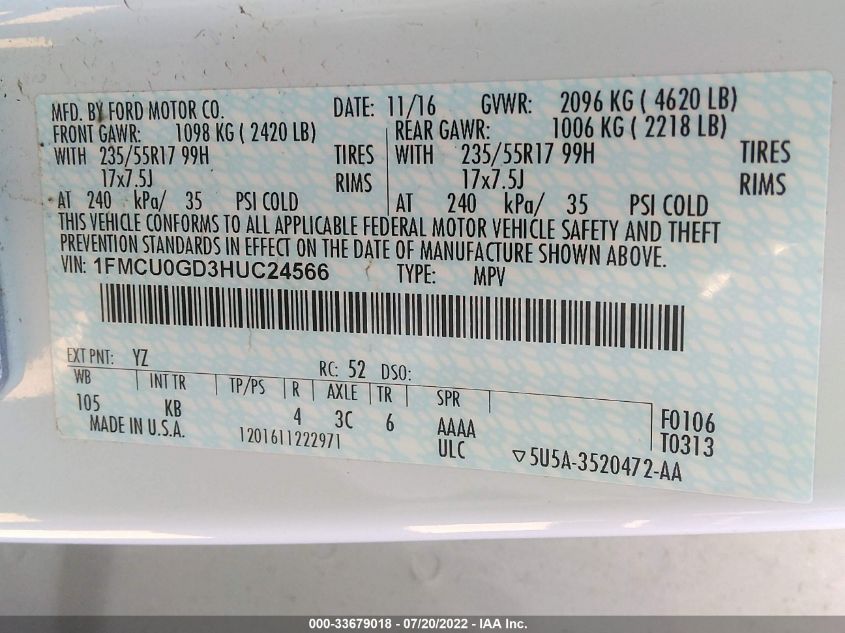 MFD. BY FORD MOTOR CO. DATE: 11/16 GVWR: 2096 KG ( 4620 LB)
FRONT GAWR: 1098 KG ( 2420 LB) REAR GAWR: 1006 KG ( 2218 LB)
WITH 235/55R17 99H TIRES WITH 235/55R17 99H TIRES
17x7.5J RIMS 17x7.5J RIMS
AT 240 kPa/ 35 PSI COLD AT 240 kPa/ 35 PSI COLD
THIS VEHICLE CONFORMS TO ALL APPLICABLE FEDERAL MOTOR VEHICLE SAFETY AND THEFT
PREVENTION STANDARDS IN EFFECT ON THE DATE OF MANUFACTURE SHOWN ABOVE.
VIN: 1FMCU0GD3HUC24566 TYPE: MPV
EXT PNT: YZ RC: 52 DSO:
WB INT TR TP/PS R AXLE TR SPR
105 KB 4 3C 6 AAAA F0106
MADE IN U.S.A. 1201611222971 ULC T0313
▽5U5A-3520472-AA
000-33679018 - 07/20/2022 - IAA Inc.